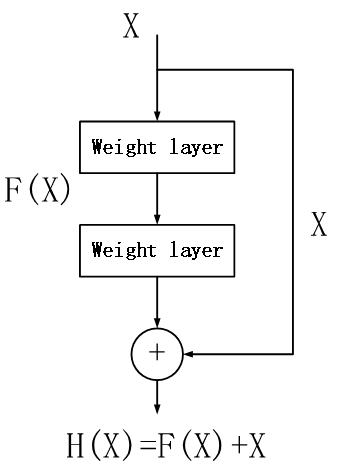 X
Weight layer
F(X)
Weight layer
X
+
H(X)=F(X)+X